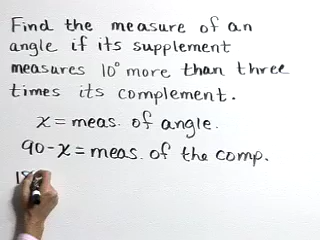 Find the measure of an
angle if its supplement
measures 10° more than three
times its complement.
x = meas. of angle.
90-x = meas. of the comp.
18